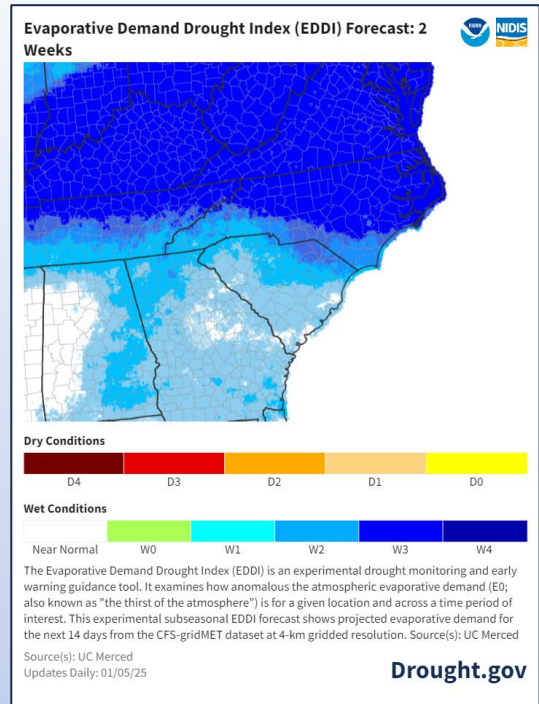 Evaporative Demand Drought Index (EDDI) Forecast: 2
Weeks
NOAA
NIDIS
Dry Conditions
D4 D3 D2 D1 D0
Wet Conditions
Near Normal W0 W1 W2 W3 W4
The Evaporative Demand Drought Index (EDDI) is an experimental drought monitoring and early
warning guidance tool. It examines how anomalous the atmospheric evaporative demand (E0;
also known as "the thirst of the atmosphere") is for a given location and across a time period of
interest. This experimental subseasonal EDDI forecast shows projected evaporative demand for
the next 14 days from the CFS-gridMET dataset at 4-km gridded resolution. Source(s): UC Merced
Source(s): UC Merced
Updates Daily: 01/05/25
Drought.gov